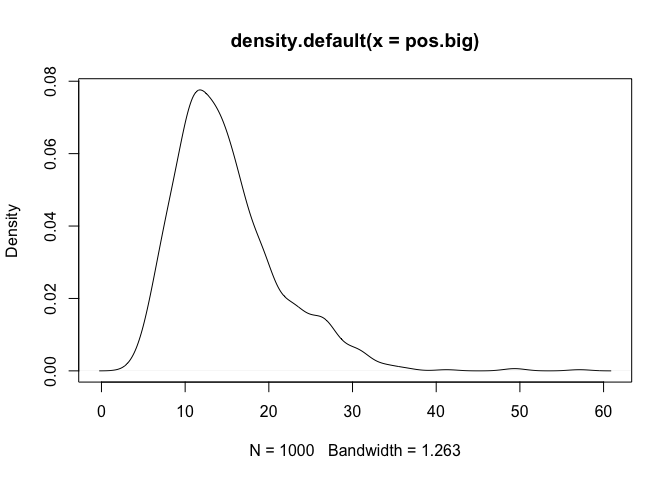 density.default(x = pos.big)
0.08
0.06
0.04
0.02
0.00
Density
0 10 20 30 40 50 60
N = 1000 Bandwidth = 1.263